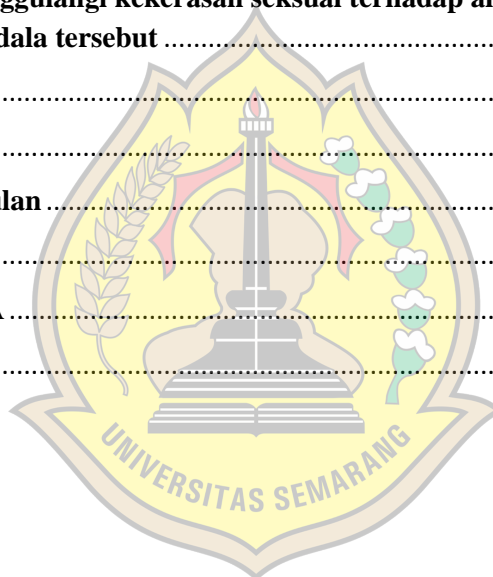 ggulangi kekerasan seksual terhadap a
dala tersebut ........................................................
................................................................................
................................................................................
lan ............................................................................
................................................................................
................................................................................
................................................................................
UNIVERSITAS SEMARANG